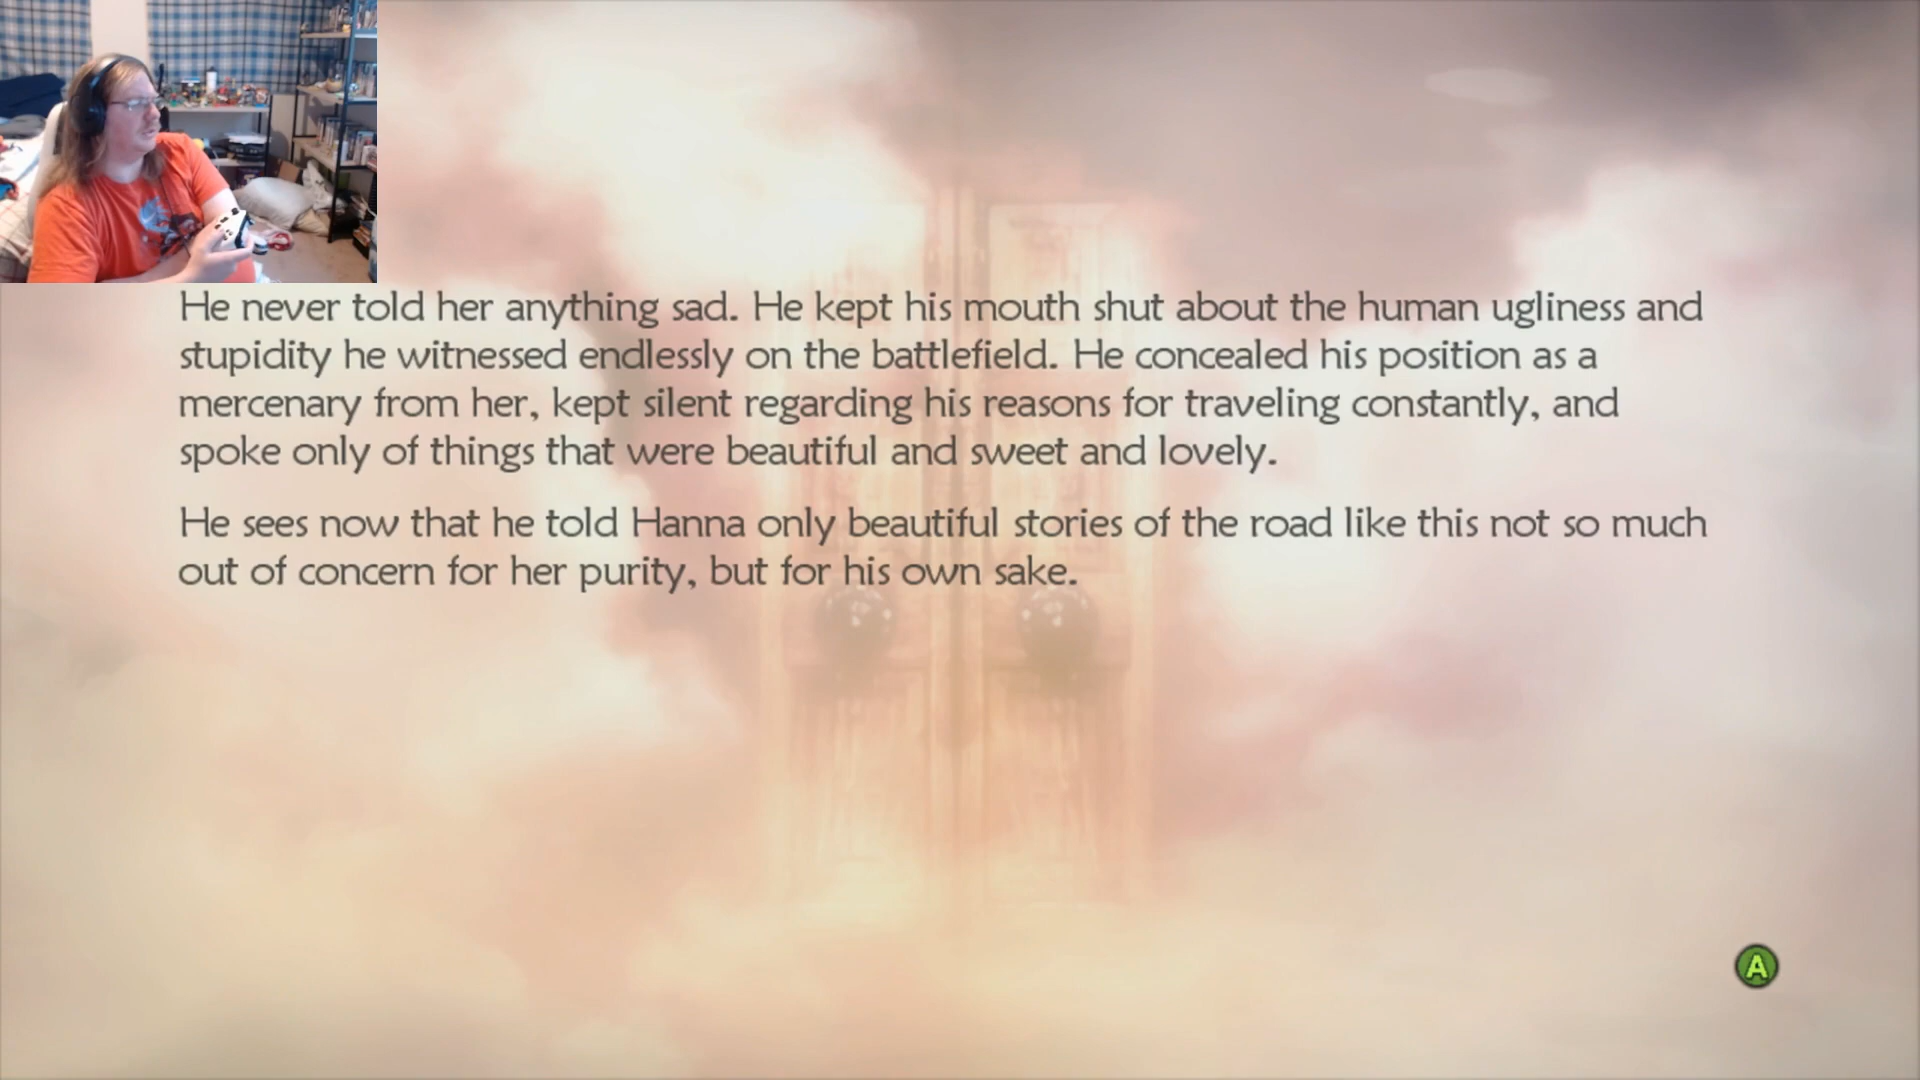 He never told her anything sad. He kept his mouth shut about the human ugliness and
stupidity he witnessed endlessly on the battlefield. He concealed his position as a
mercenary from her, kept silent regarding his reasons for traveling constantly, and
spoke only of things that were beautiful and sweet and lovely.
He sees now that he told Hanna only beautiful stories of the road like this not so much
out of concern for her purity, but for his own sake.
A